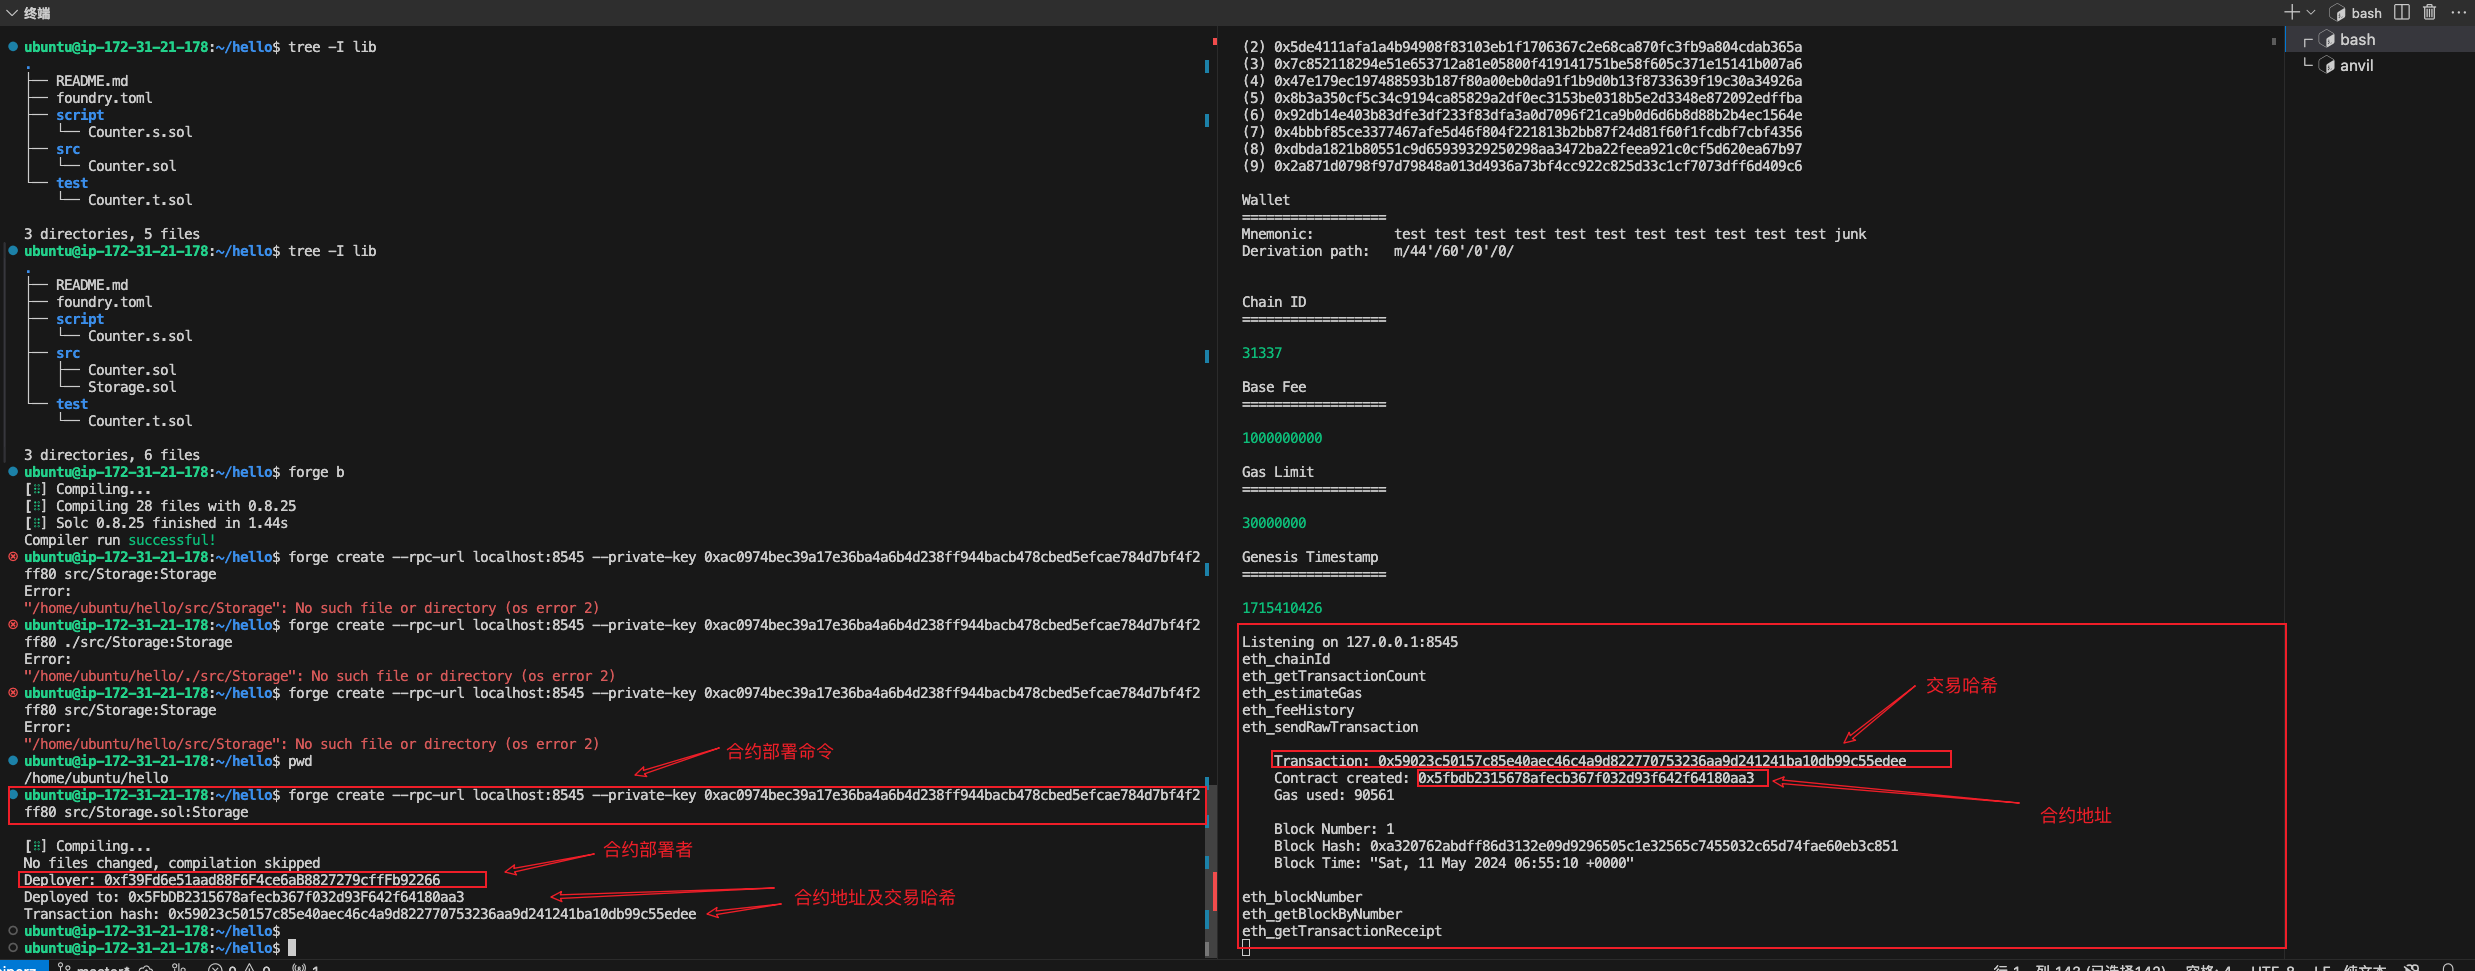 终端
bash
ubuntu@ip-172-31-21-178:~/hello$ tree -I lib
.
├── README.md
├── foundry.toml
├── script
│   └── Counter.s.sol
├── src
│   └── Counter.sol
└── test
    └── Counter.t.sol
3 directories, 5 files
ubuntu@ip-172-31-21-178:~/hello$ tree -I lib
.
├── README.md
├── foundry.toml
├── script
│   └── Counter.s.sol
├── src
│   ├── Counter.sol
│   └── Storage.sol
└── test
    └── Counter.t.sol
3 directories, 6 files
ubuntu@ip-172-31-21-178:~/hello$ forge b
[⠿] Compiling...
[⠿] Compiling 28 files with 0.8.25
[⠿] Solc 0.8.25 finished in 1.44s
Compiler run successful!
ubuntu@ip-172-31-21-178:~/hello$ forge create --rpc-url localhost:8545 --private-key 0xac0974bec39a17e36ba4a6b4d238ff944bacb478cbed5efcae784d7bf4f2
ff80 src/Storage:Storage
Error:
"/home/ubuntu/hello/src/Storage": No such file or directory (os error 2)
ubuntu@ip-172-31-21-178:~/hello$ forge create --rpc-url localhost:8545 --private-key 0xac0974bec39a17e36ba4a6b4d238ff944bacb478cbed5efcae784d7bf4f2
ff80 ./src/Storage:Storage
Error:
"/home/ubuntu/hello/./src/Storage": No such file or directory (os error 2)
ubuntu@ip-172-31-21-178:~/hello$ forge create --rpc-url localhost:8545 --private-key 0xac0974bec39a17e36ba4a6b4d238ff944bacb478cbed5efcae784d7bf4f2
ff80 src/Storage:Storage
Error:
"/home/ubuntu/hello/src/Storage": No such file or directory (os error 2)
合约部署命令
ubuntu@ip-172-31-21-178:~/hello$ pwd
/home/ubuntu/hello
ubuntu@ip-172-31-21-178:~/hello$ forge create --rpc-url localhost:8545 --private-key 0xac0974bec39a17e36ba4a6b4d238ff944bacb478cbed5efcae784d7bf4f2
ff80 src/Storage.sol:Storage
[⠿] Compiling...
合约部署者
No files changed, compilation skipped
Deployer: 0xf39Fd6e51aad88F6F4ce6aB8827279cffFb92266
Deployed to: 0x5FbDB2315678afecb367f032d93F642f64180aa3
合约地址及交易哈希
Transaction hash: 0x59023c50157c85e40aec46c4a9d822770753236aa9d241241ba10db99c55edee
ubuntu@ip-172-31-21-178:~/hello$
ubuntu@ip-172-31-21-178:~/hello$
(2) 0x5de4111afa1a4b94908f83103eb1f1706367c2e68ca870fc3fb9a804cdab365a
(3) 0x7c852118294e51e653712a81e05800f419141751be58f605c371e15141b007a6
(4) 0x47e179ec197488593b187f80a00eb0da91f1b9d0b13f8733639f19c30a34926a
(5) 0x8b3a350cf5c34c9194ca85829a2df0ec3153be0318b5e2d3348e872092edffba
(6) 0x92db14e403b83dfe3df233f83dfa3a0d7096f21ca9b0d6d6b8d88b2b4ec1564e
(7) 0x4bbbf85ce3377467afe5d46f804f221813b2bb87f24d81f60f1fcdbf7cbf4356
(8) 0xdbda1821b80551c9d65939329250298aa3472ba22feea921c0cf5d620ea67b97
(9) 0x2a871d0798f97d79848a013d4936a73bf4cc922c825d33c1cf7073dff6d409c6
Wallet
==================
Mnemonic:          test test test test test test test test test test test junk
Derivation path:   m/44'/60'/0'/0/
Chain ID
==================
31337
Base Fee
==================
1000000000
Gas Limit
==================
30000000
Genesis Timestamp
==================
1715410426
Listening on 127.0.0.1:8545
eth_chainId
eth_getTransactionCount
eth_estimateGas
交易哈希
eth_feeHistory
eth_sendRawTransaction
Transaction: 0x59023c50157c85e40aec46c4a9d822770753236aa9d241241ba10db99c55edee
Contract created: 0x5fbdb2315678afecb367f032d93f642f64180aa3
Gas used: 90561
合约地址
Block Number: 1
Block Hash: 0xa320762abdff86d3132e09d9296505c1e32565c7455032c65d74fae60eb3c851
Block Time: "Sat, 11 May 2024 06:55:10 +0000"
eth_blockNumber
eth_getBlockByNumber
eth_getTransactionReceipt
bash
anvil